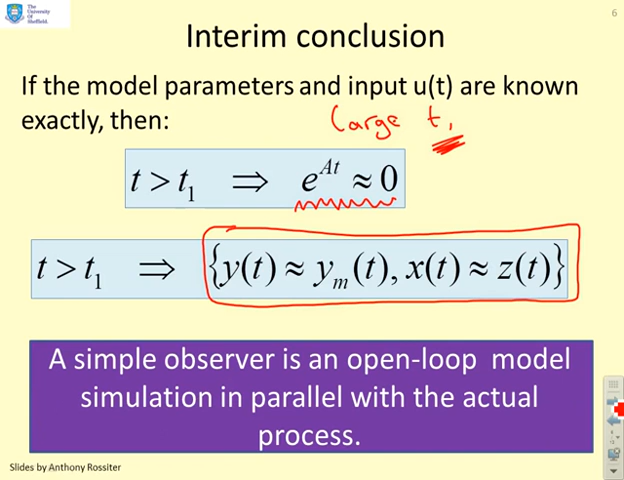 The
University
Of
Sheffield.
6
Interim conclusion
If the model parameters and input u(t) are known
exactly, then:
Large t₁
t > t₁ ⇒ e^{At} ≈ 0
t > t₁ ⇒ {y(t) ≈ yₘ(t), x(t) ≈ z(t)}
A simple observer is an open-loop model
simulation in parallel with the actual
process.
Slides by Anthony Rossiter